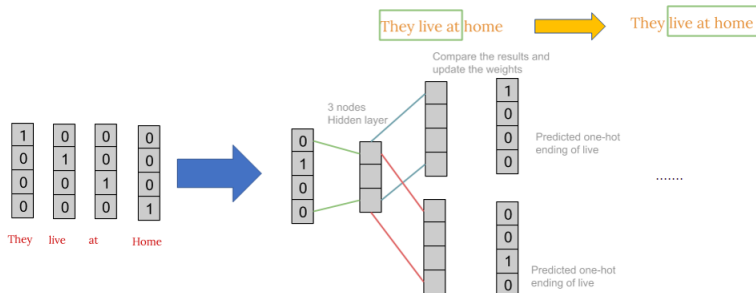 They live at home
They live at home
Compare the results and
update the weights
3 nodes
Hidden layer
1 0 0 0
0 1 0 0
0 0 1 0
0 0 0 1
They live at Home
0
1
0
0
1
0
0
0
Predicted one-hot
ending of live
.......
0
0
1
0
Predicted one-hot
ending of live